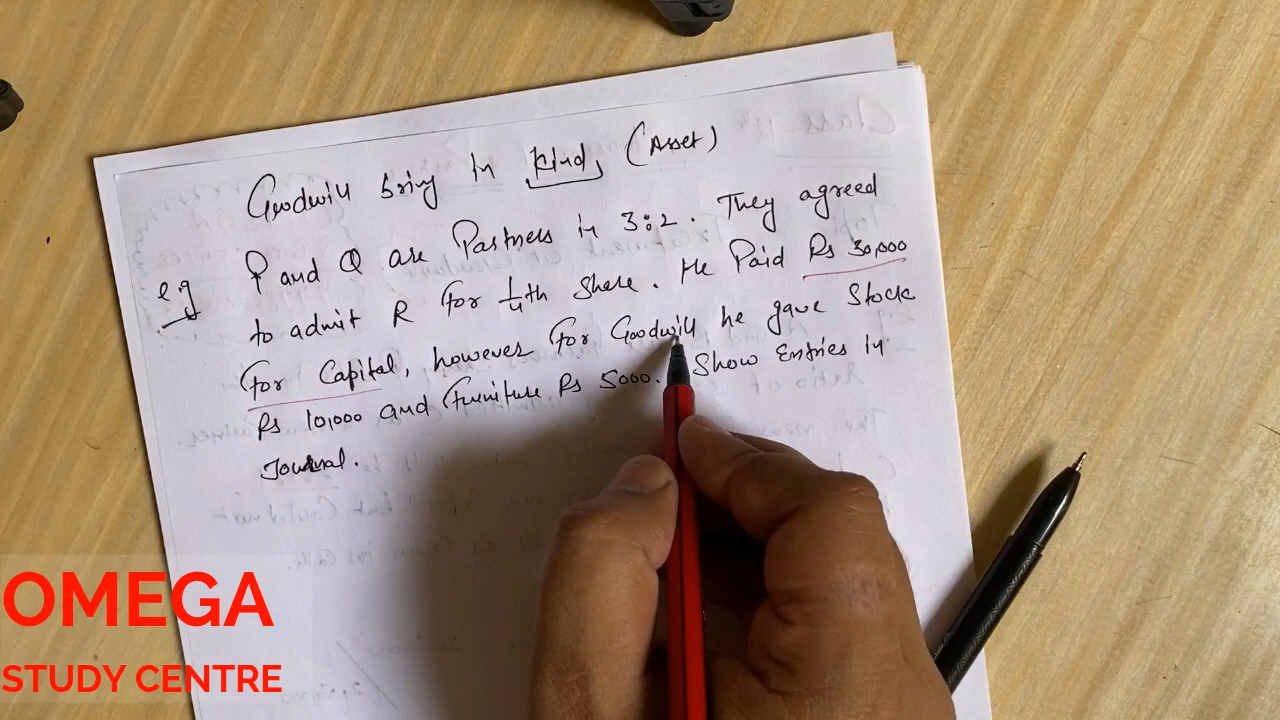 Goodwill bring in Kind (Asset)
eg P and Q are Partners in 3:2. They agreed
to admit R for 1/4th share. He Paid Rs 30,000
for Capital, however for Goodwill he gave Stock
Rs 10,000 and furniture Rs 5000. Show Entries in
Journal.
OMEGA
STUDY CENTRE